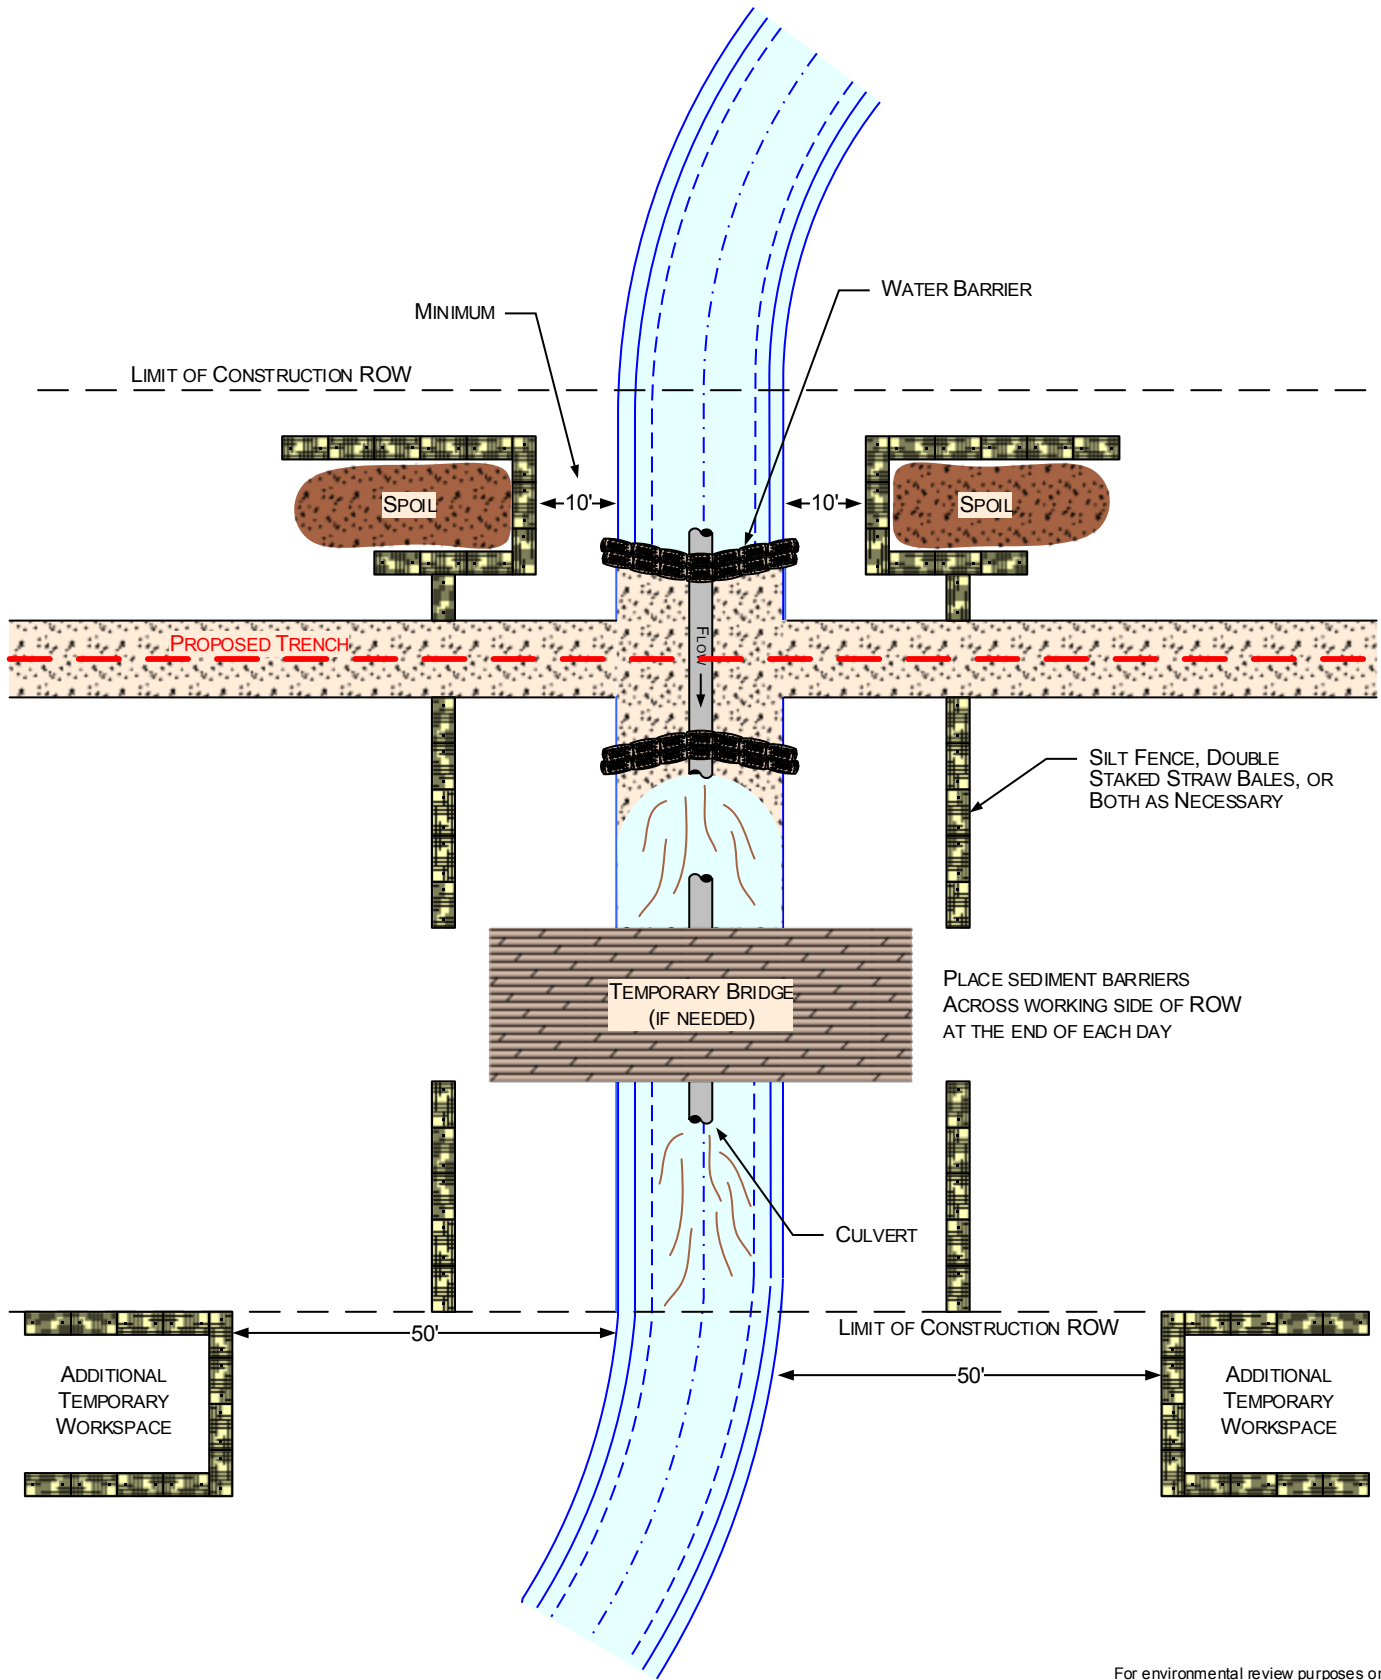 WATER BARRIER
MINIMUM
LIMIT OF CONSTRUCTION ROW
10'
10'
SPOIL
SPOIL
PROPOSED TRENCH
FLOW
SILT FENCE, DOUBLE
STAKED STRAW BALES, OR
BOTH AS NECESSARY
TEMPORARY BRIDGE
(IF NEEDED)
PLACE SEDIMENT BARRIERS
ACROSS WORKING SIDE OF ROW
AT THE END OF EACH DAY
CULVERT
50'
LIMIT OF CONSTRUCTION ROW
50'
ADDITIONAL
TEMPORARY
WORKSPACE
ADDITIONAL
TEMPORARY
WORKSPACE
For environmental review purposes